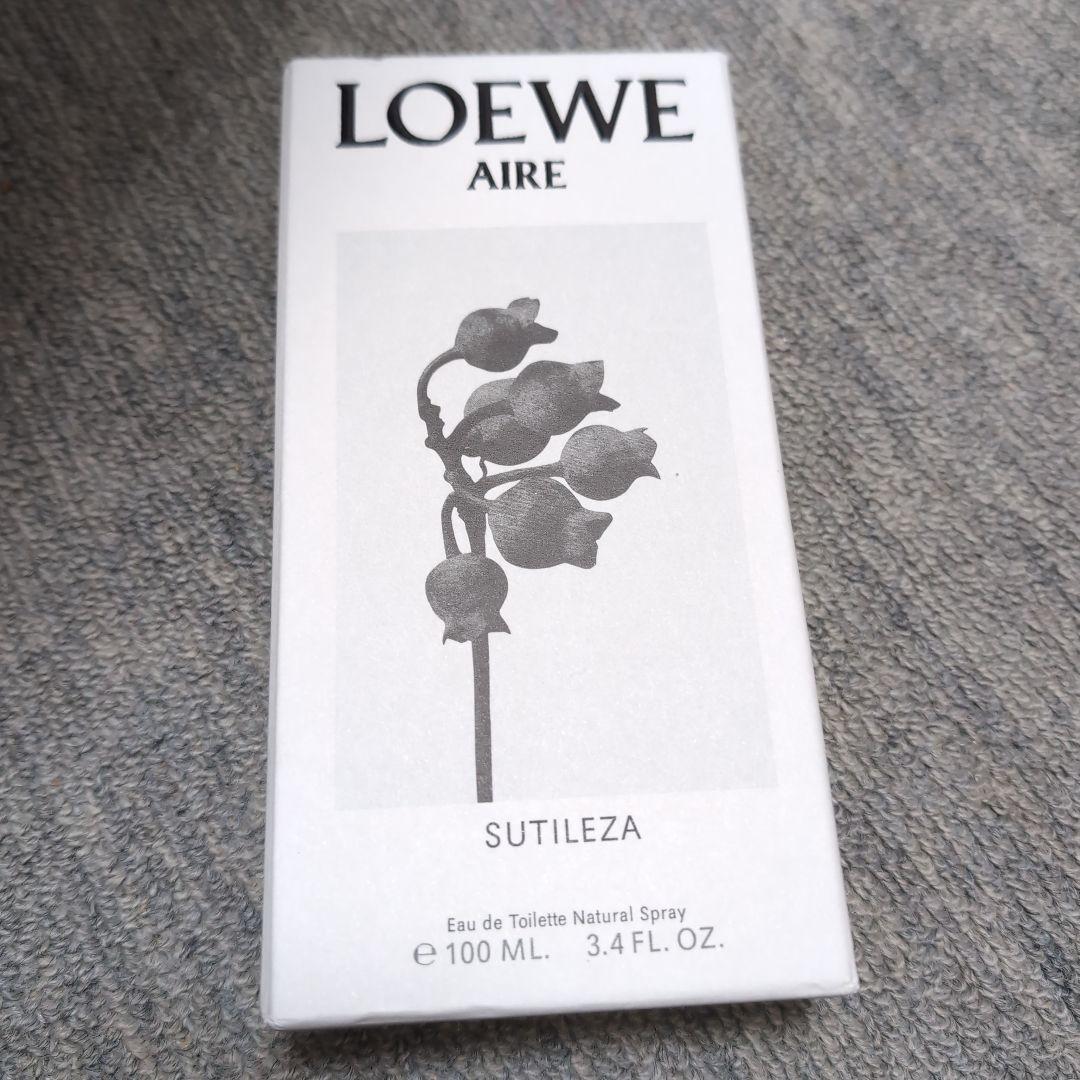 LOEWE
AIRE
SUTILEZA
Eau de Toilette Natural Spray
℮ 100 ML. 3.4 FL. OZ.